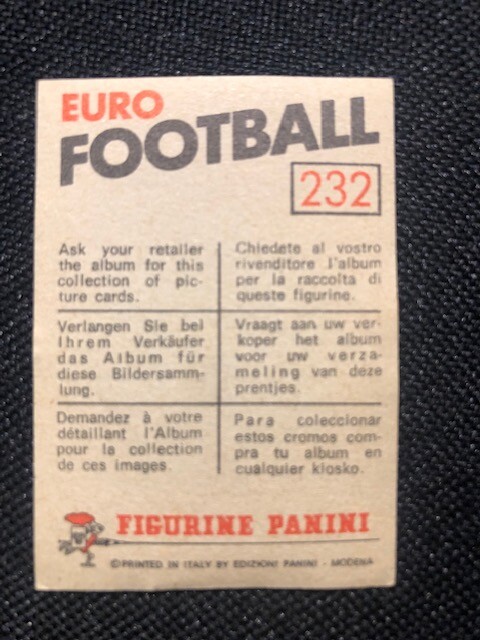 EURO
FOOTBALL
232
Ask your retailer
the album for this
collection of pic-
ture cards.
Chiedete al vostro
rivenditore l'album
per la raccolta di
queste figurine.
Verlangen Sie bei
Ihrem Verkäufer
das Album für
diese Bildersamm-
lung.
Vraagt aan uw ver-
koper het album
voor uw verza-
meling van deze
prentjes.
Demandez à votre
détaillant l'Album
pour la collection
de ces images.
Para coleccionar
estos cromos com-
pra tu album en
cualquier kiosko.
FIGURINE PANINI
©PRINTED IN ITALY BY EDIZIONI PANINI - MODENA